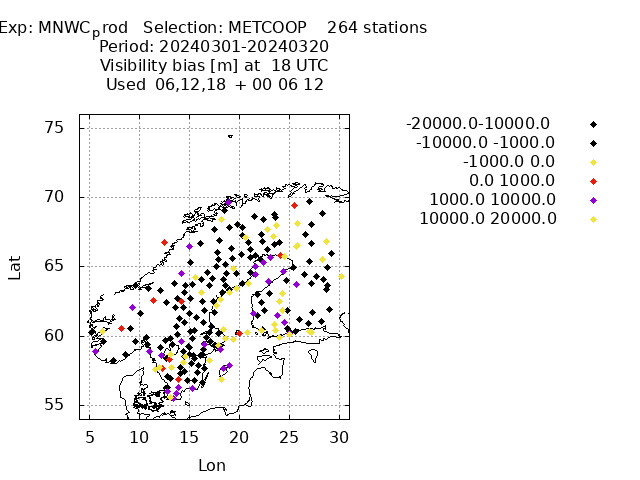 Exp: MNWCprod Selection: METCOOP 264 stations
Period: 20240301-20240320
Visibility bias [m] at 18 UTC
Used 06,12,18 + 00 06 12
-20000.0-10000.0
-10000.0 -1000.0
-1000.0 0.0
0.0 1000.0
1000.0 10000.0
10000.0 20000.0
75
70
65
60
55
Lat
5 10 15 20 25 30
Lon